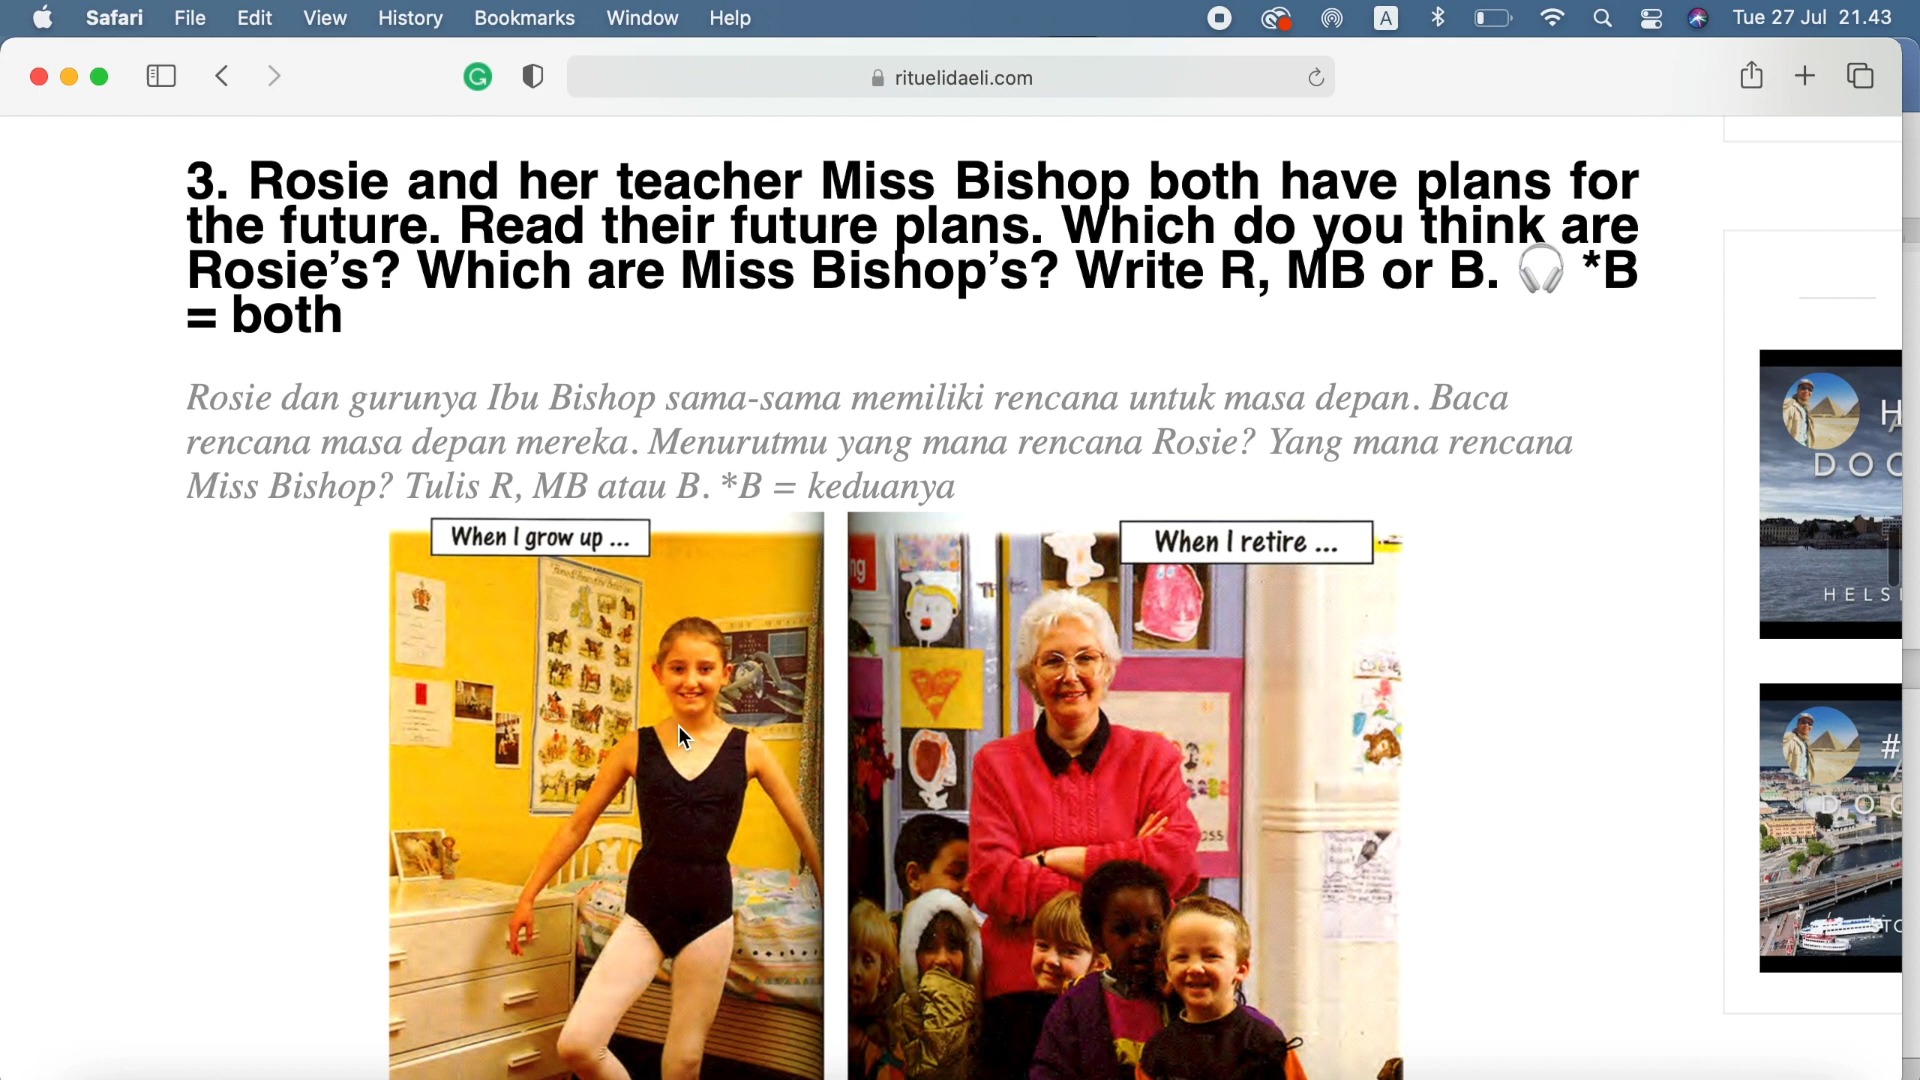 Safari File Edit View History Bookmarks Window Help A Tue 27 Jul 21.43
rituelidaeli.com
3. Rosie and her teacher Miss Bishop both have plans for
the future. Read their future plans. Which do you think are
Rosie's? Which are Miss Bishop's? Write R, MB or B. 🎧 *B
= both
Rosie dan gurunya Ibu Bishop sama-sama memiliki rencana untuk masa depan. Baca
rencana masa depan mereka. Menurutmu yang mana rencana Rosie? Yang mana rencana
Miss Bishop? Tulis R, MB atau B. *B = keduanya
When I grow up ...
When I retire ...
H
DOC
HELSI
#
DOC